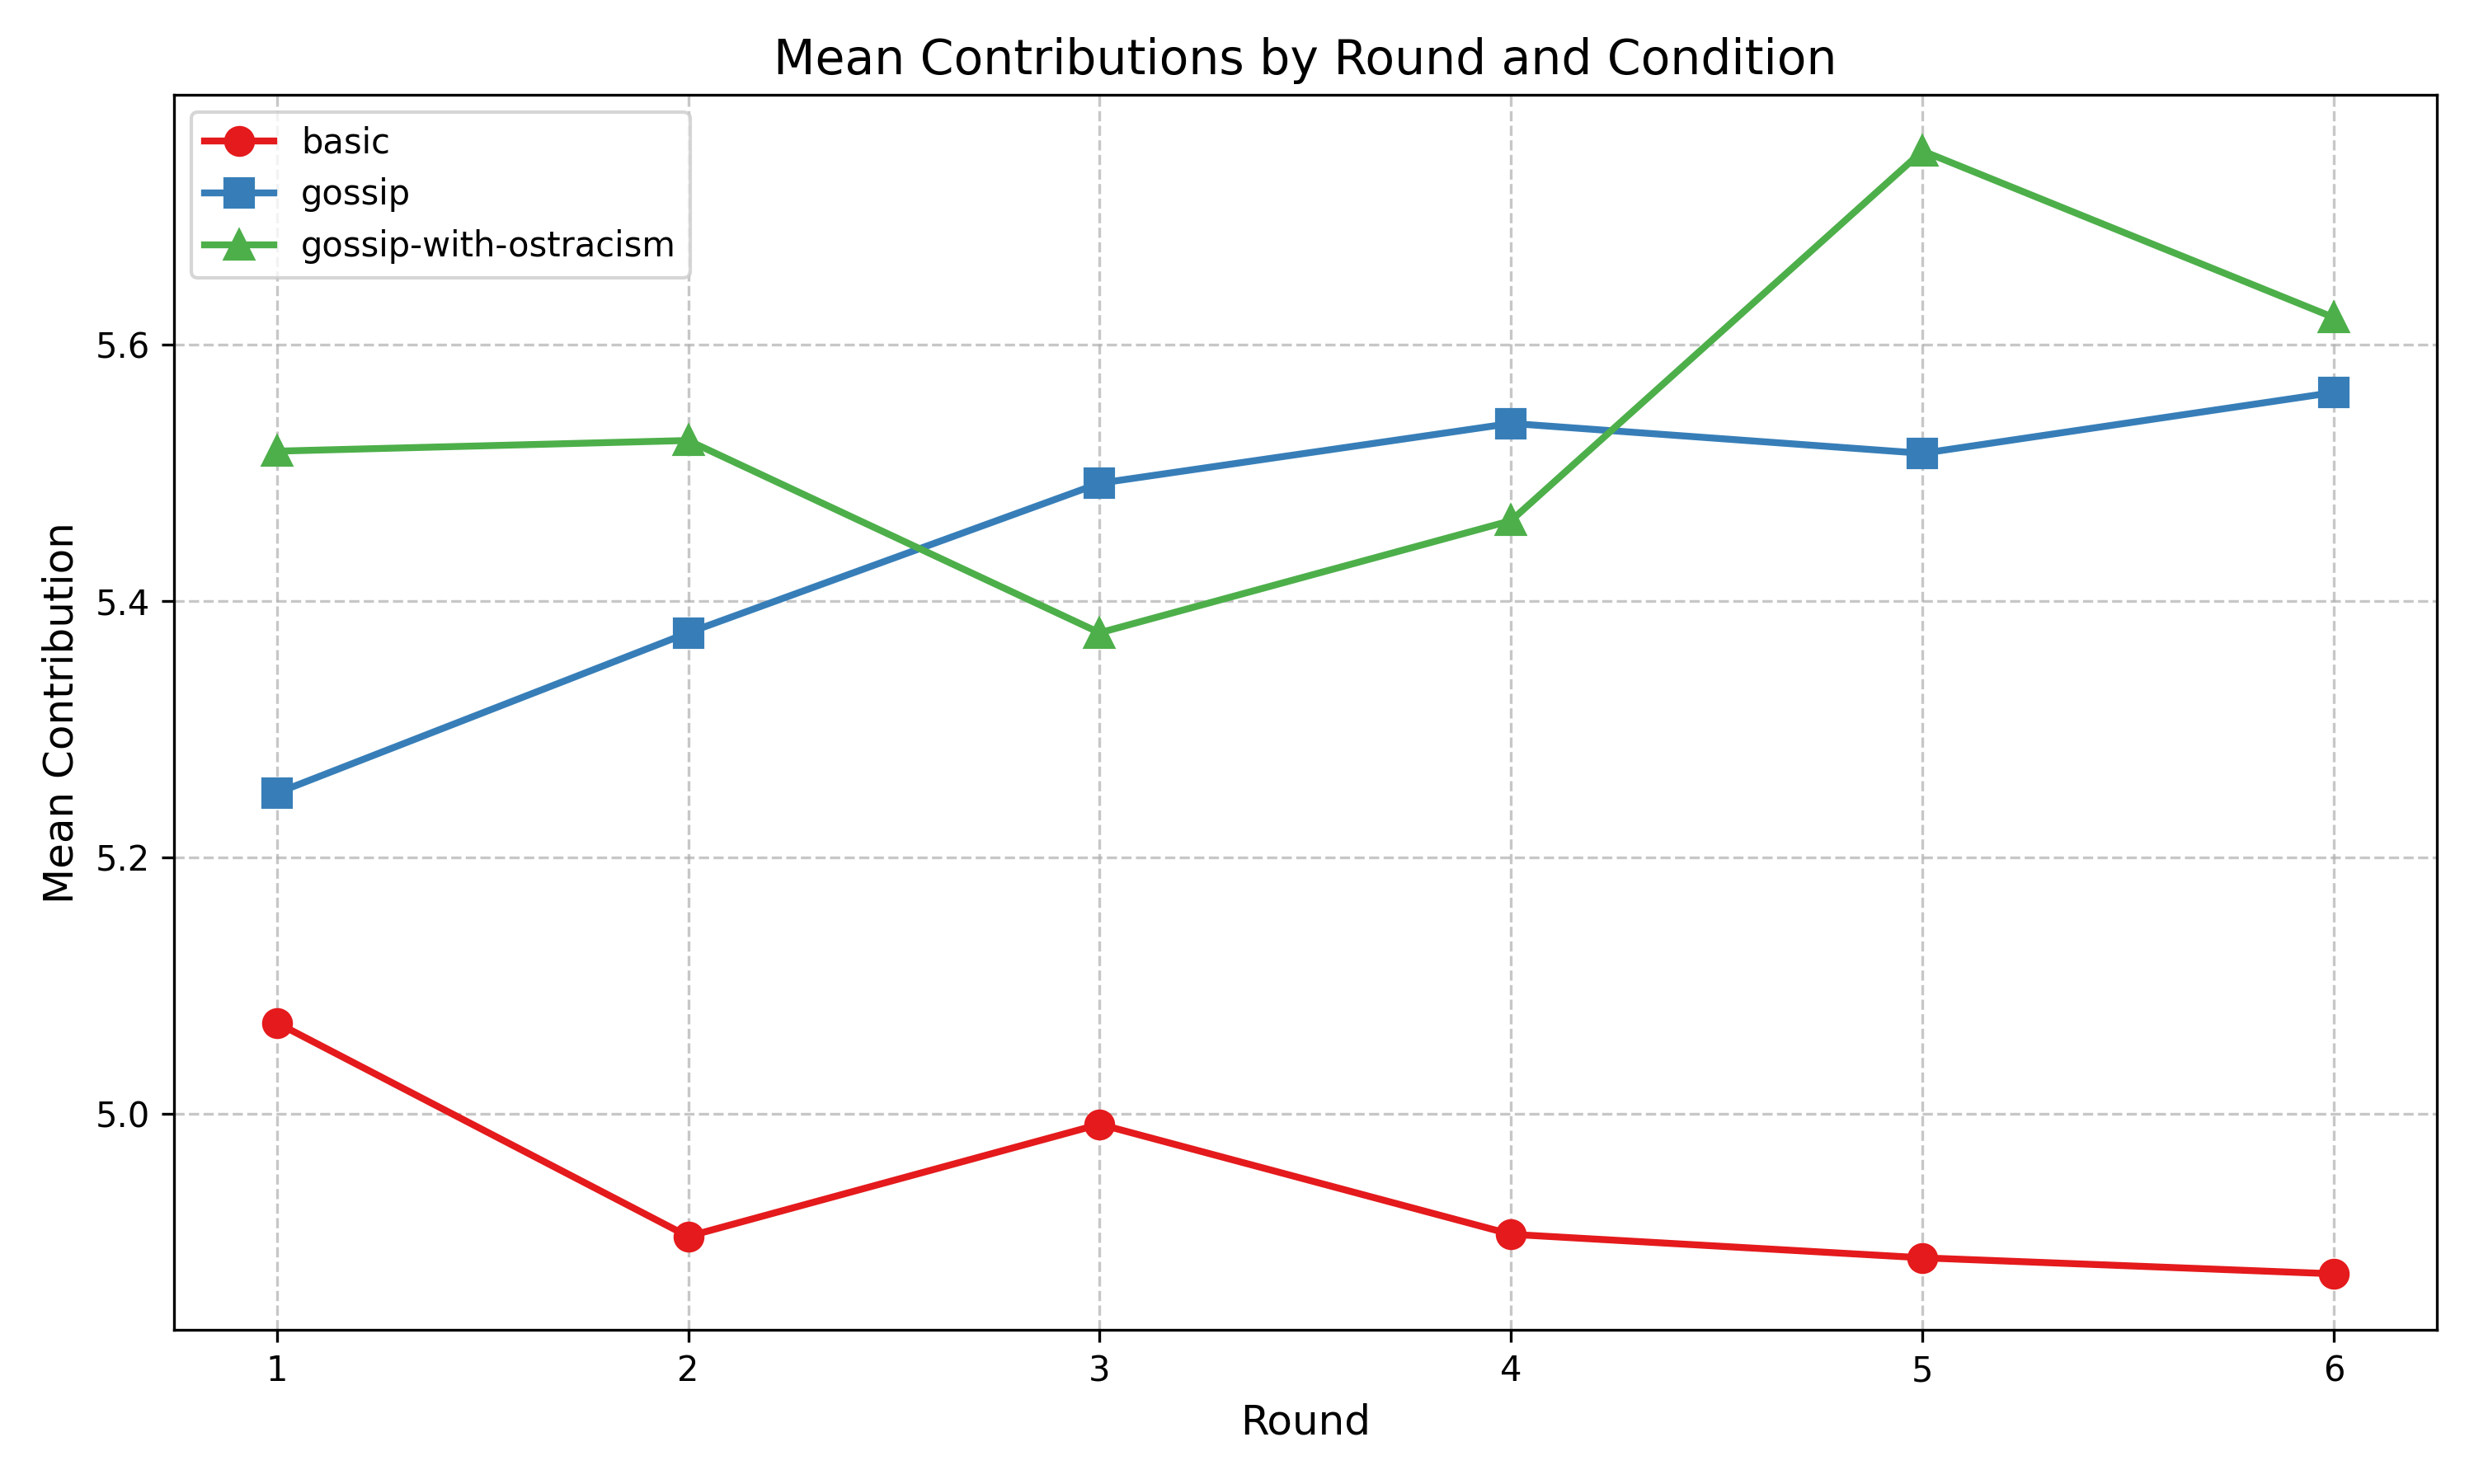 Mean Contributions by Round and Condition
basic
gossip
gossip-with-ostracism
Mean Contribution
5.6
5.4
5.2
5.0
1 2 3 4 5 6
Round